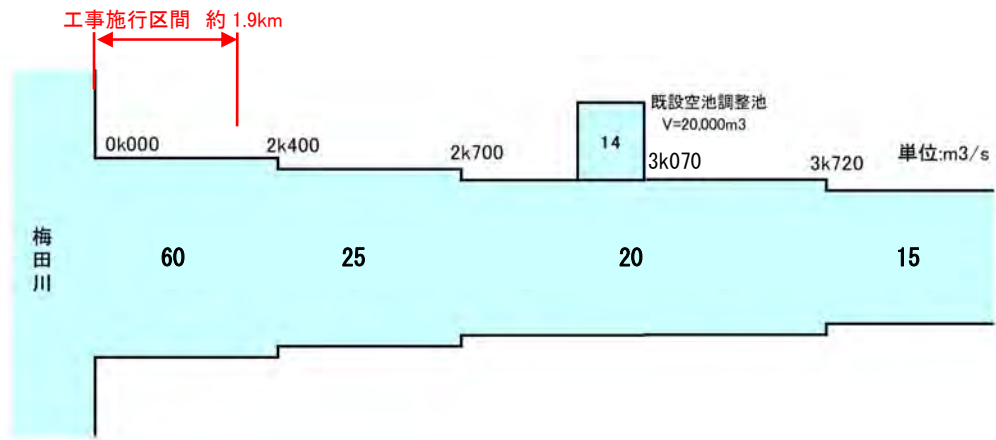 工事施行区間 約1.9km
既設空池調整池
V=20,000m3
14
0k000
2k400
2k700
3k070
3k720
単位:m3/s
梅田川
60
25
20
15